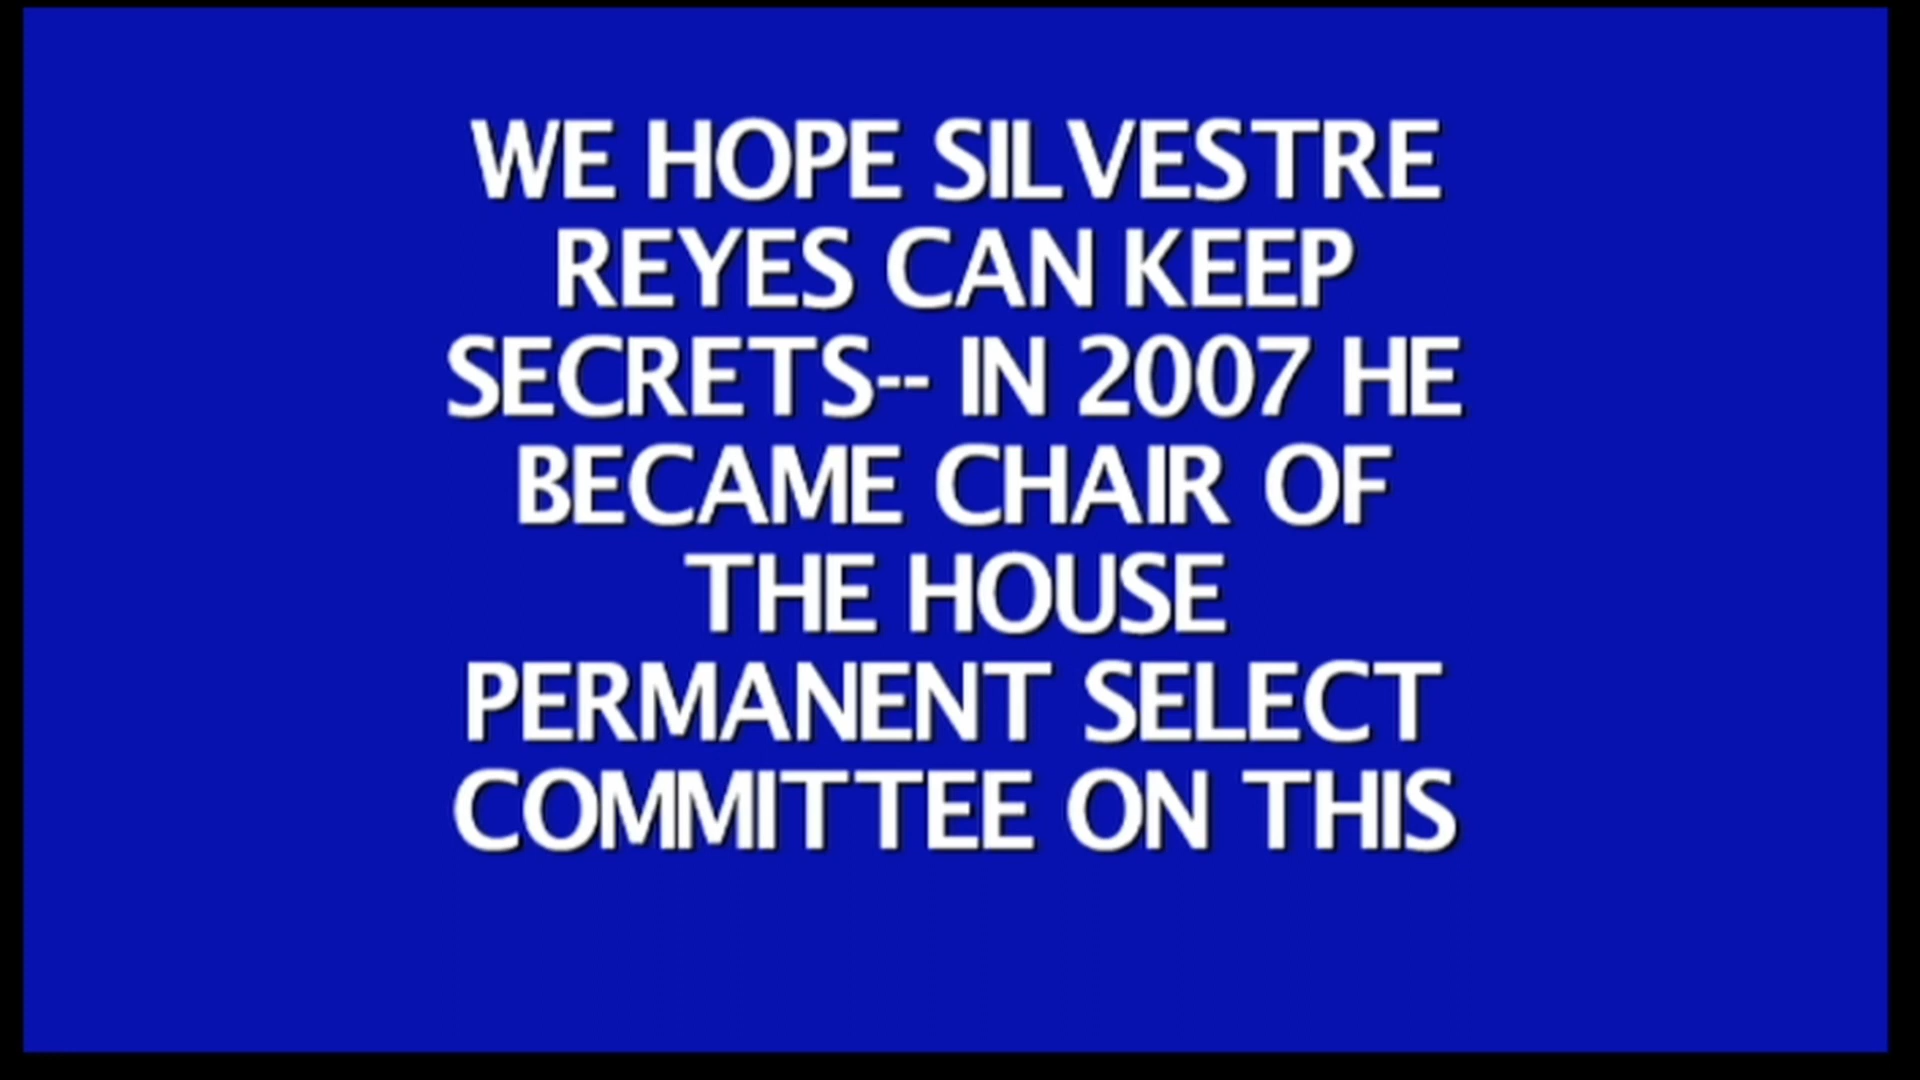 WE HOPE SILVESTRE
REYES CAN KEEP
SECRETS-- IN 2007 HE
BECAME CHAIR OF
THE HOUSE
PERMANENT SELECT
COMMITTEE ON THIS